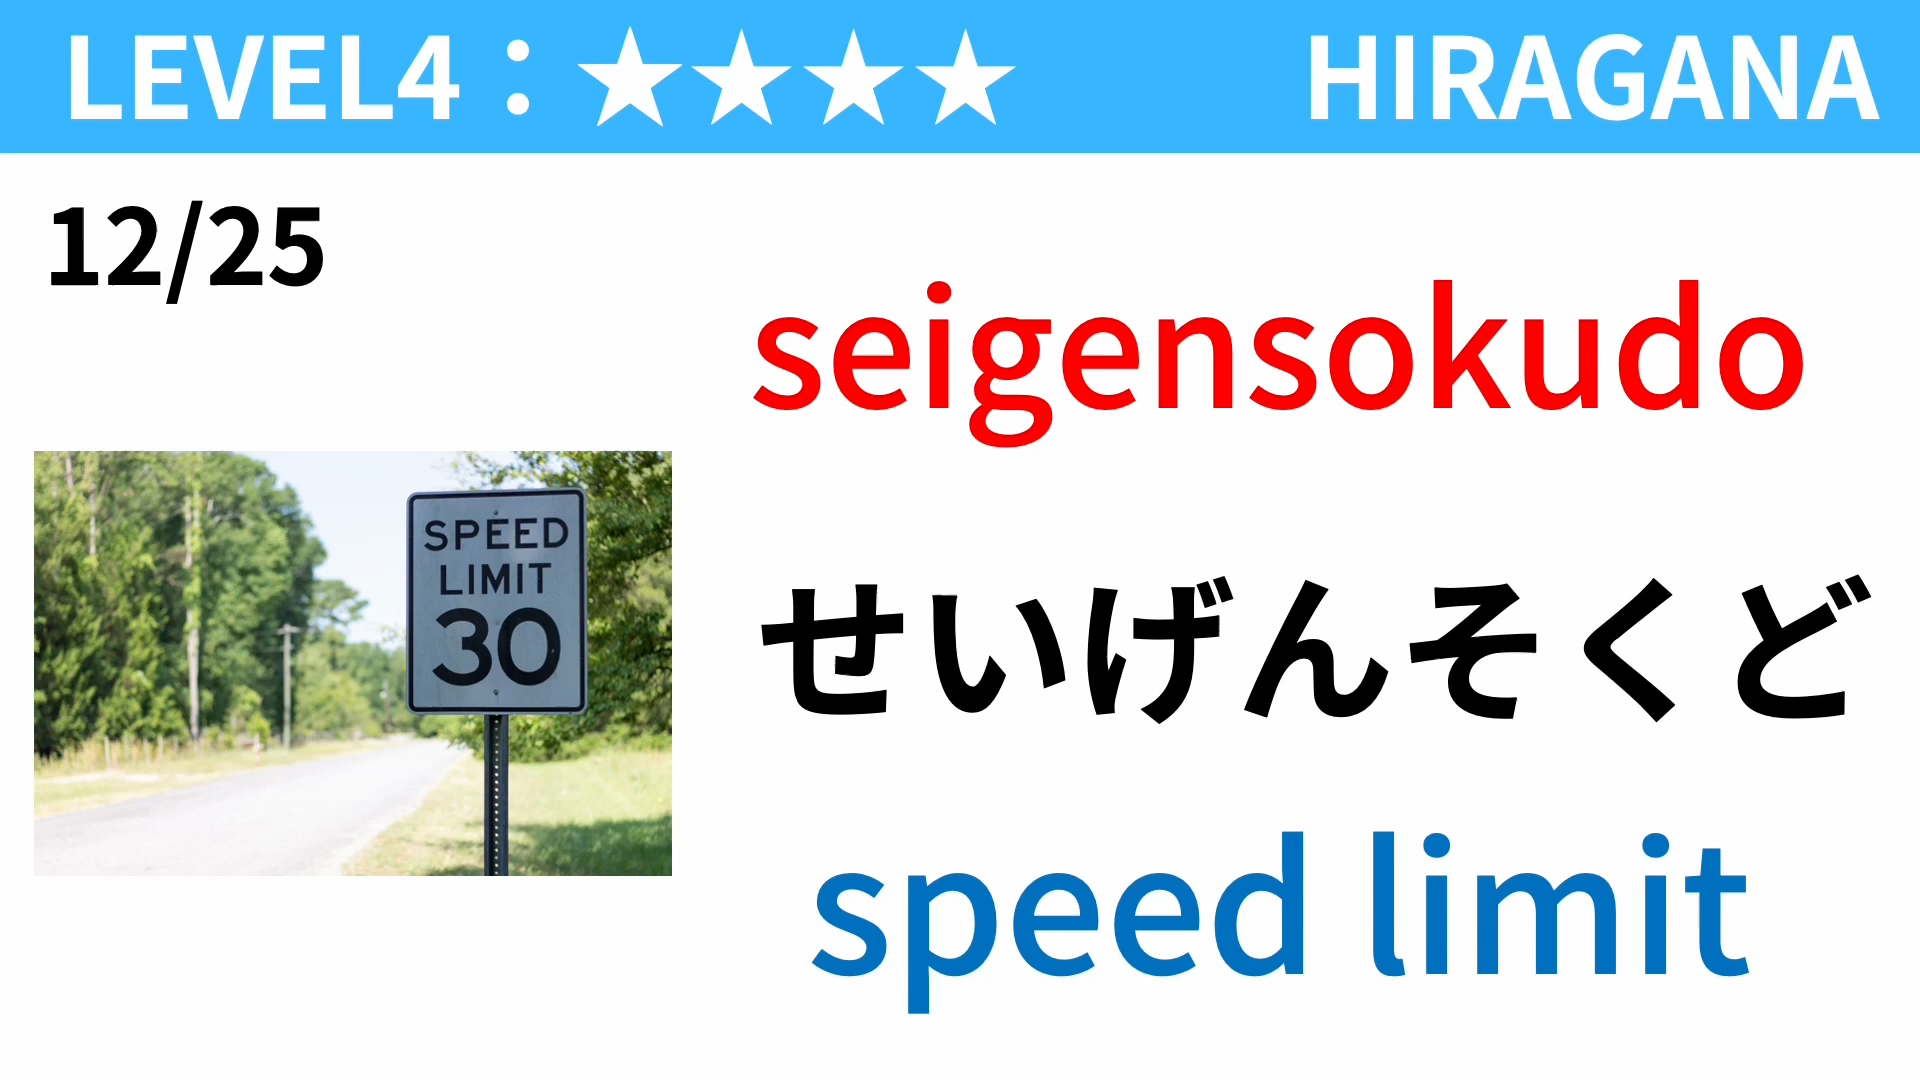 LEVEL4：★★★★ HIRAGANA
12/25
seigensokudo
SPEED
LIMIT
30
せいげんそくど
speed limit